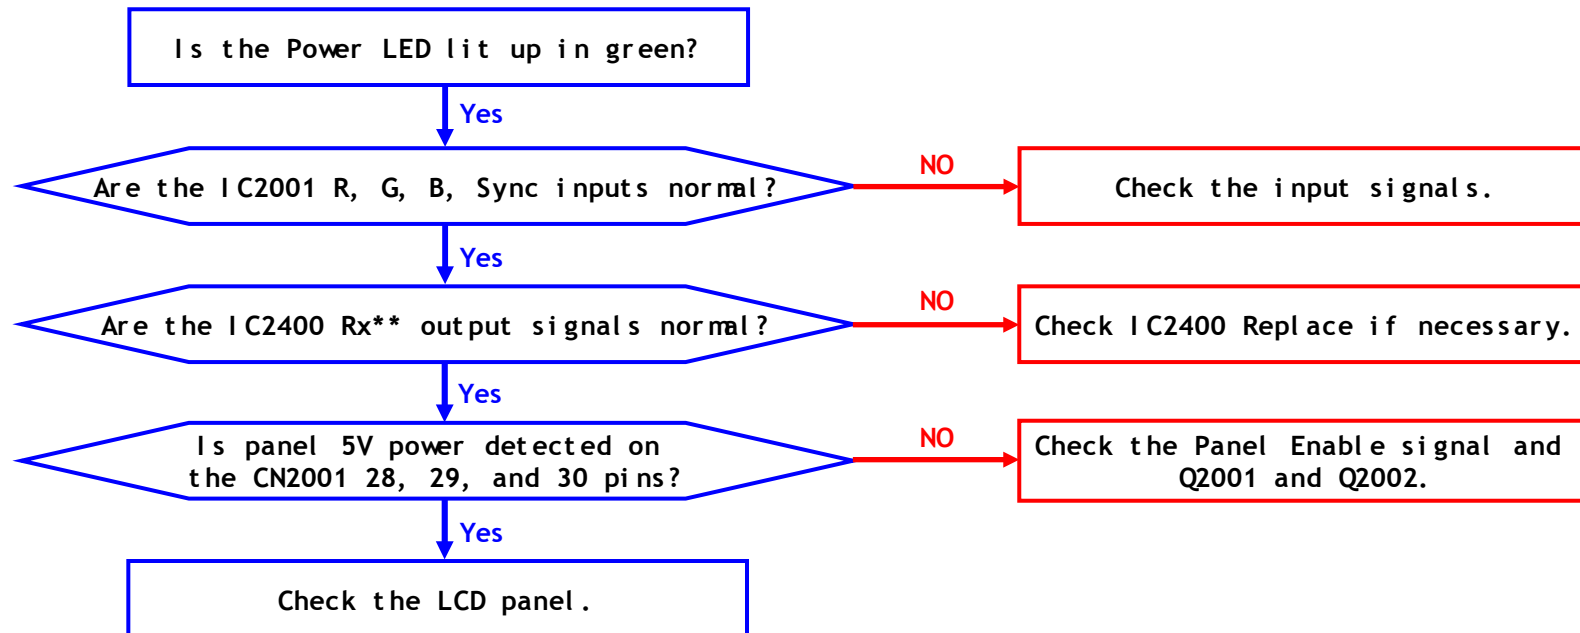 Is the Power LED lit up in green?
Yes
Are the IC2001 R, G, B, Sync inputs normal?
NO
Check the input signals.
Yes
Are the IC2400 Rx** output signals normal?
NO
Check IC2400 Replace if necessary.
Yes
Is panel 5V power detected on
the CN2001 28, 29, and 30 pins?
NO
Check the Panel Enable signal and
Q2001 and Q2002.
Yes
Check the LCD panel.